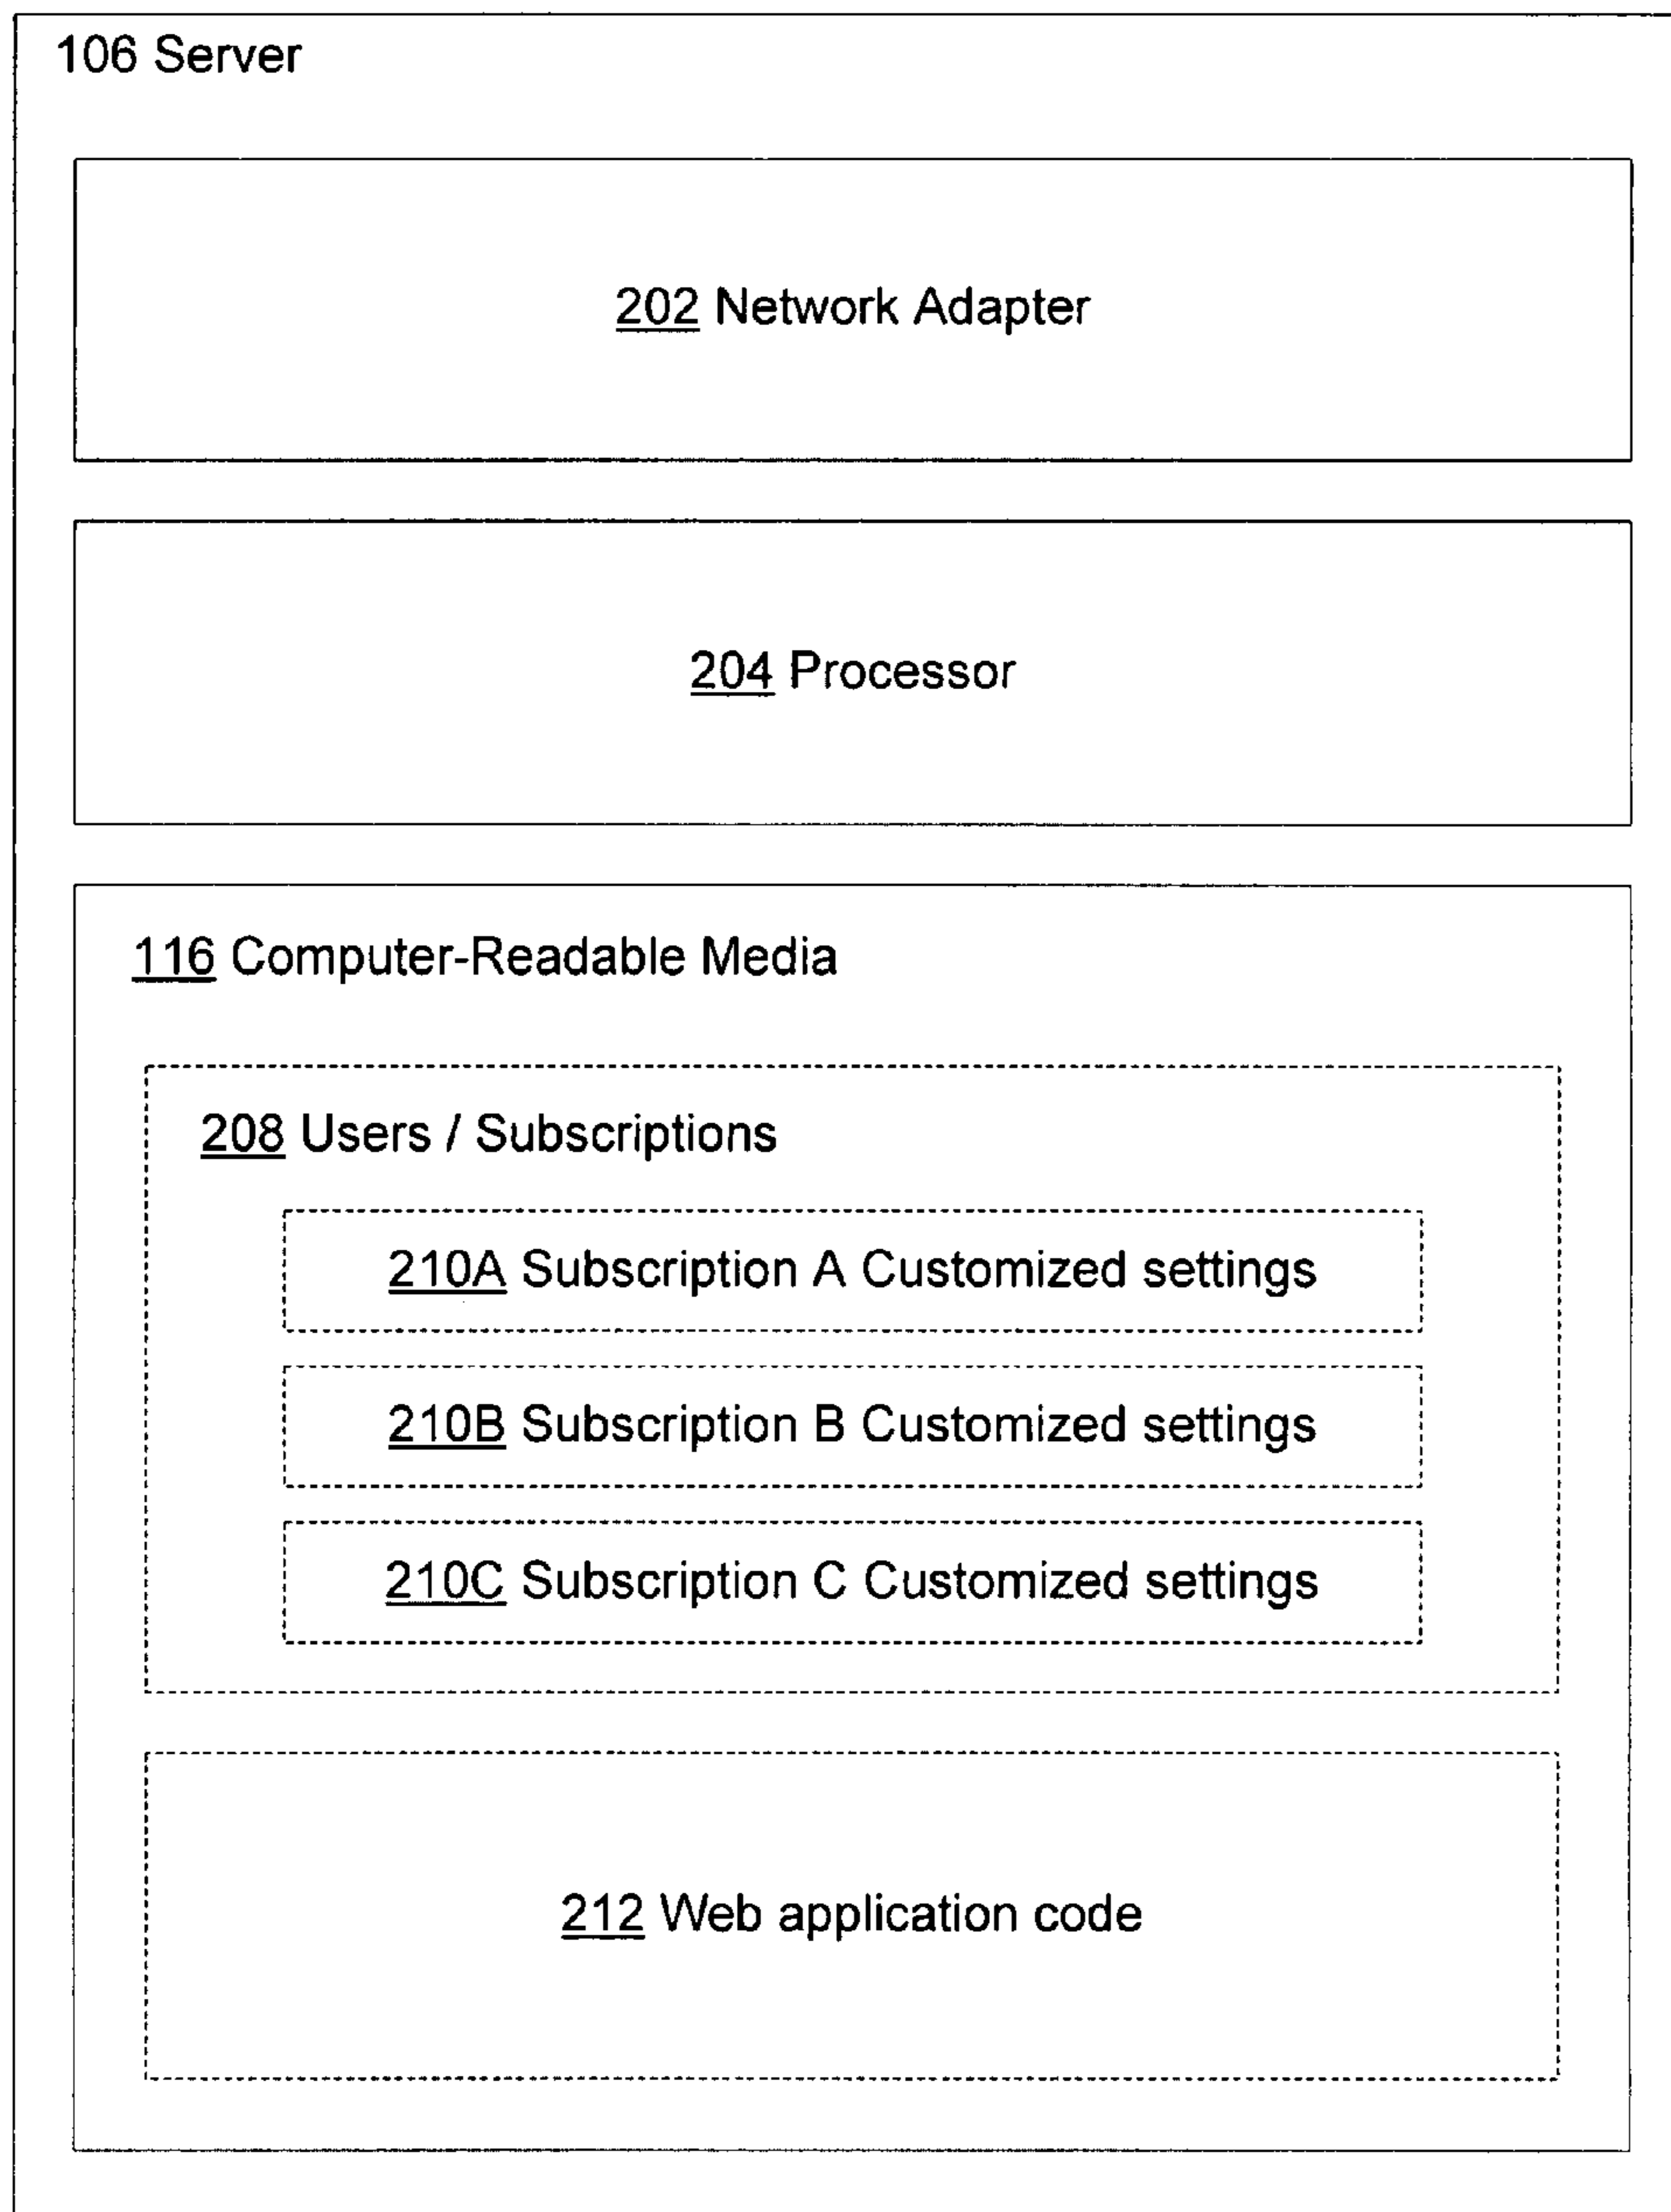 106 Server
202 Network Adapter
204 Processor
116 Computer-Readable Media
208 Users / Subscriptions
210A Subscription A Customized settings
210B Subscription B Customized settings
210C Subscription C Customized settings
212 Web application code